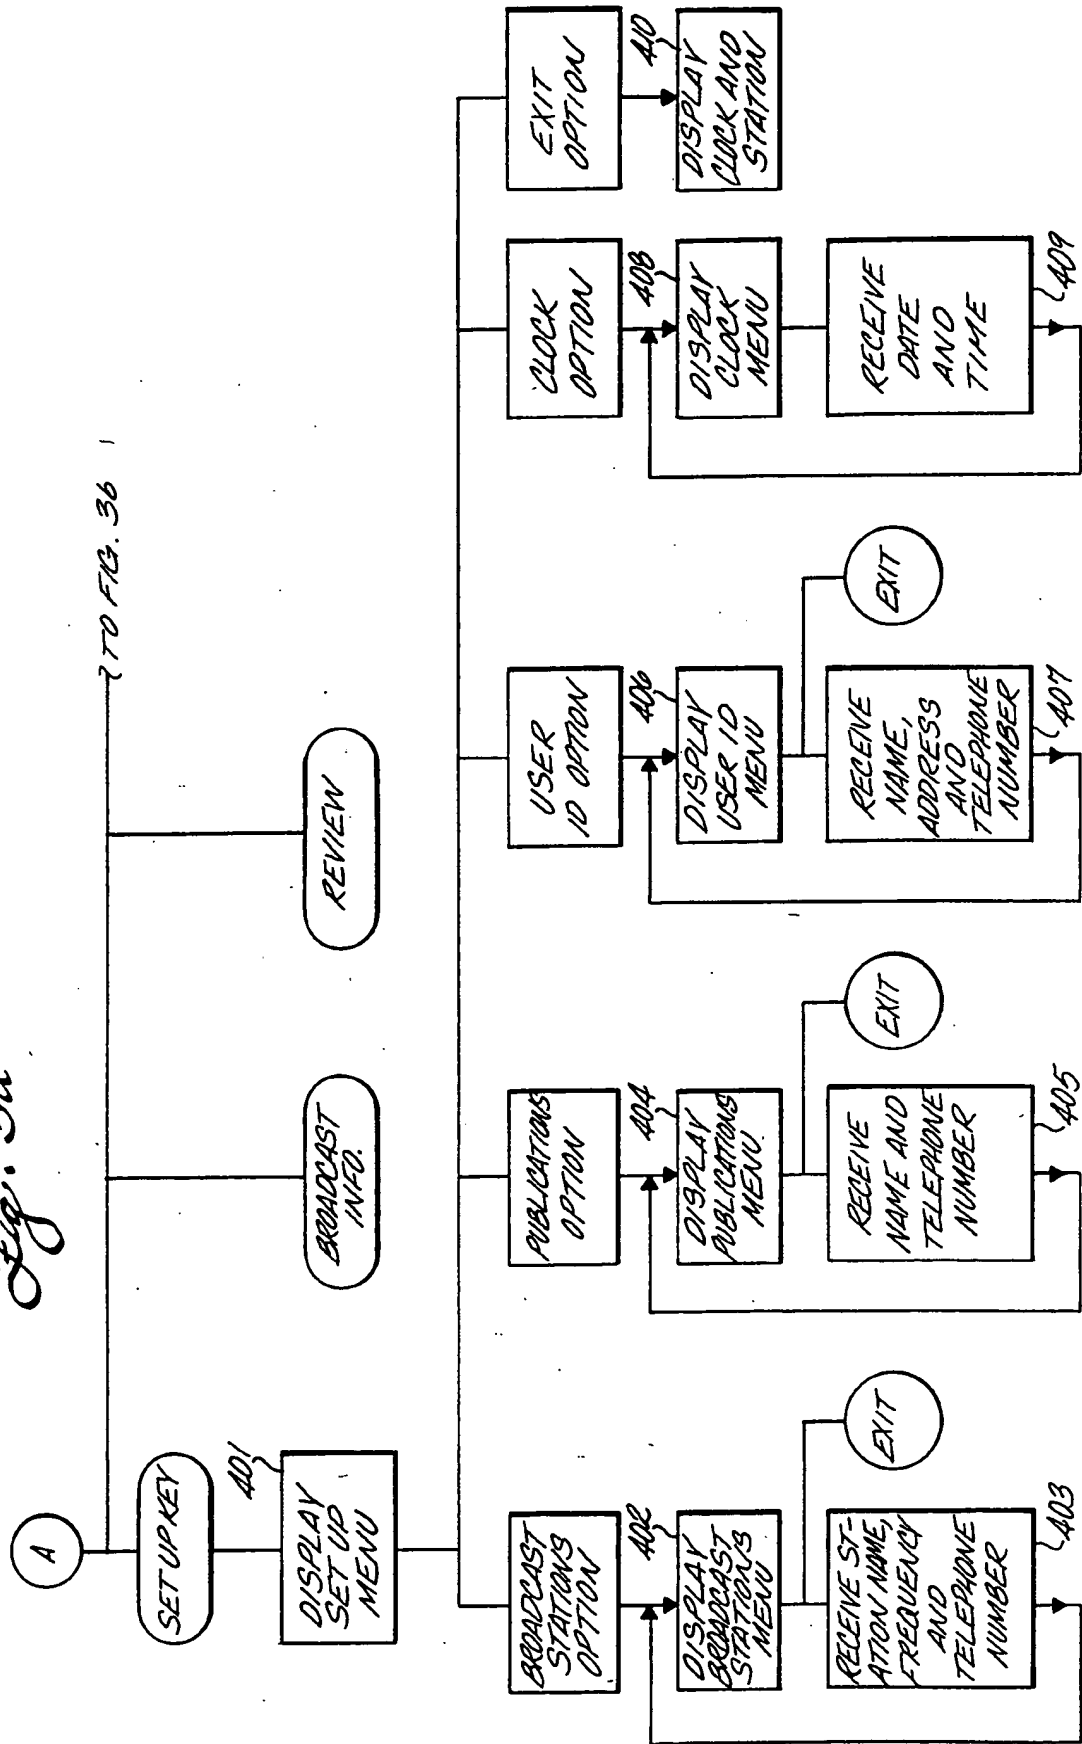 Fig. 3a
A
TO FIG. 36
SET UP KEY
BROADCAST
INFO.
REVIEW
401
DISPLAY
SET UP
MENU
BROADCAST
STATIONS
OPTION
PUBLICATIONS
OPTION
USER
ID OPTION
CLOCK
OPTION
EXIT
OPTION
402
DISPLAY
BROADCAST
STATIONS
MENU
404
DISPLAY
PUBLICATIONS
MENU
406
DISPLAY
USER ID
MENU
408
DISPLAY
CLOCK
MENU
410
DISPLAY
CLOCK AND
STATION
EXIT
EXIT
EXIT
RECEIVE ST-
ATION NAME,
FREQUENCY
AND
TELEPHONE
NUMBER
403
RECEIVE
NAME AND
TELEPHONE
NUMBER
405
RECEIVE
NAME,
ADDRESS
AND
TELEPHONE
NUMBER
407
RECEIVE
DATE
AND
TIME
409